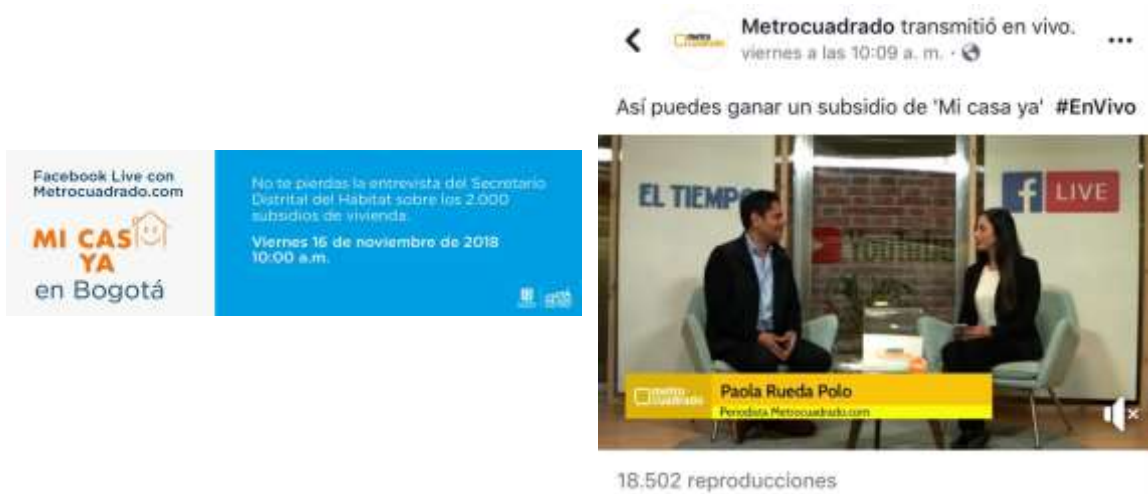 Facebook Live con
Metrocuadrado.com
MI CASA
YA
en Bogotá
No te pierdas la entrevista del Secretario
Distrital del Hábitat sobre los 2.000
subsidios de vivienda.
Viernes 16 de noviembre de 2018
10:00 a.m.
Metrocuadrado transmitió en vivo.
viernes a las 10:09 a. m.
Así puedes ganar un subsidio de 'Mi casa ya' #EnVivo
EL TIEMPO
f LIVE
YouTube
metro
cuadrado
Paola Rueda Polo
Periodista Metrocuadrado.com
18.502 reproducciones